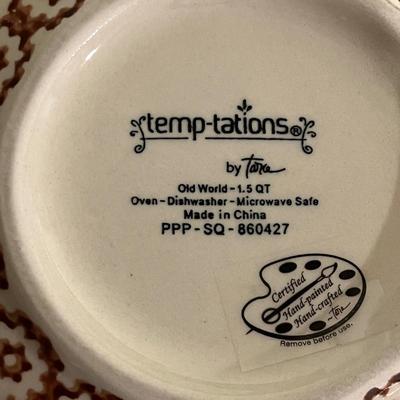 temp-tations®
by Tara
Old World - 1.5 QT
Oven - Dishwasher - Microwave Safe
Made in China
PPP - SQ - 860427
Certified
Hand-painted
Hand-crafted
~Tara
Remove before use.